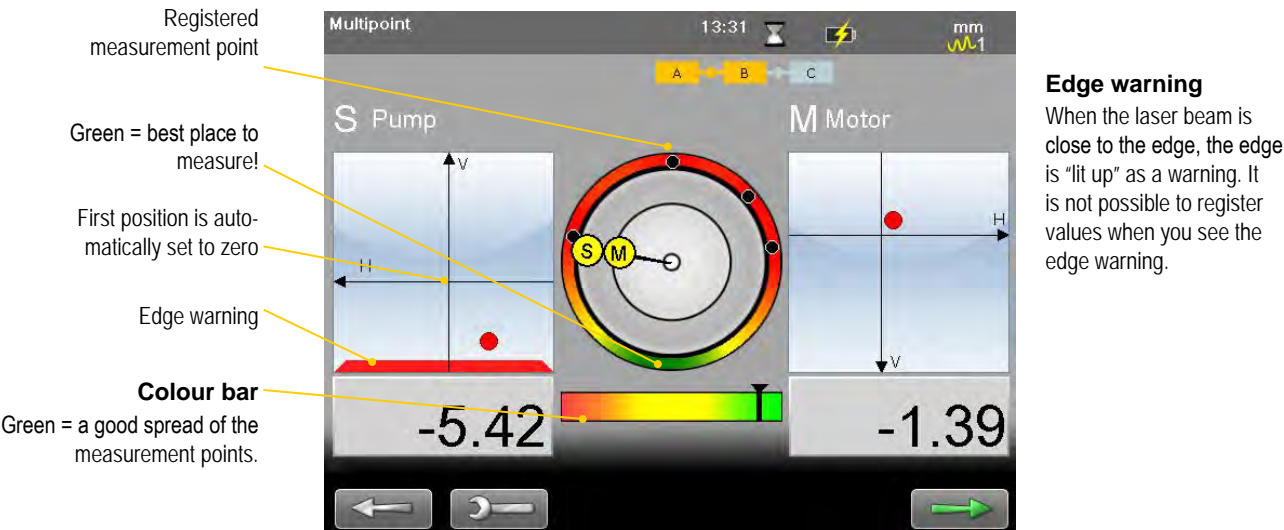 Registered
measurement point
Green = best place to
measure!
First position is auto-
matically set to zero
Edge warning
Colour bar
Green = a good spread of the
measurement points.
Multipoint
13:31
mm
1
A B C
S Pump
M Motor
V
H
S M
H
V
-5.42
-1.39
Edge warning
When the laser beam is
close to the edge, the edge
is “lit up” as a warning. It
is not possible to register
values when you see the
edge warning.